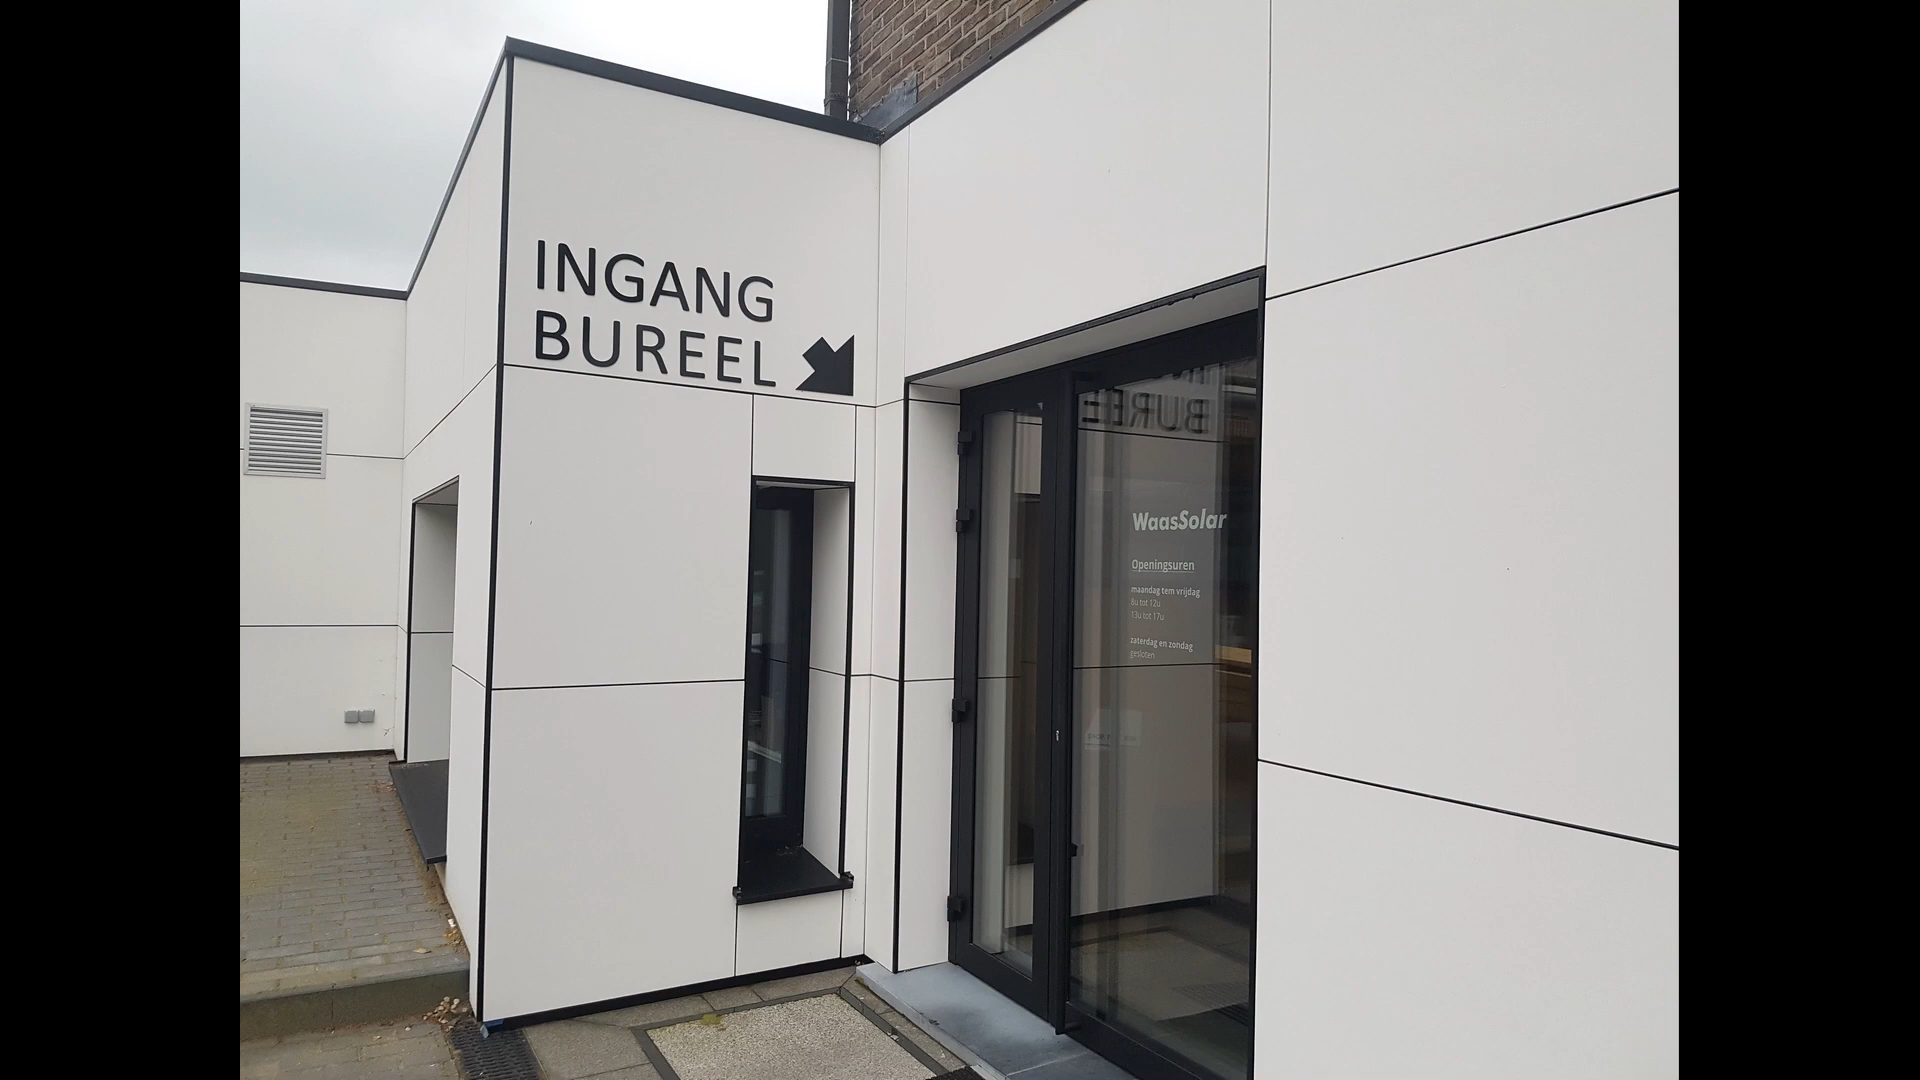 INGANG
BUREEL
WaasSolar
Openingsuren
maandag tem vrijdag
8u tot 12u
13u tot 17u
zaterdag en zondag
gesloten